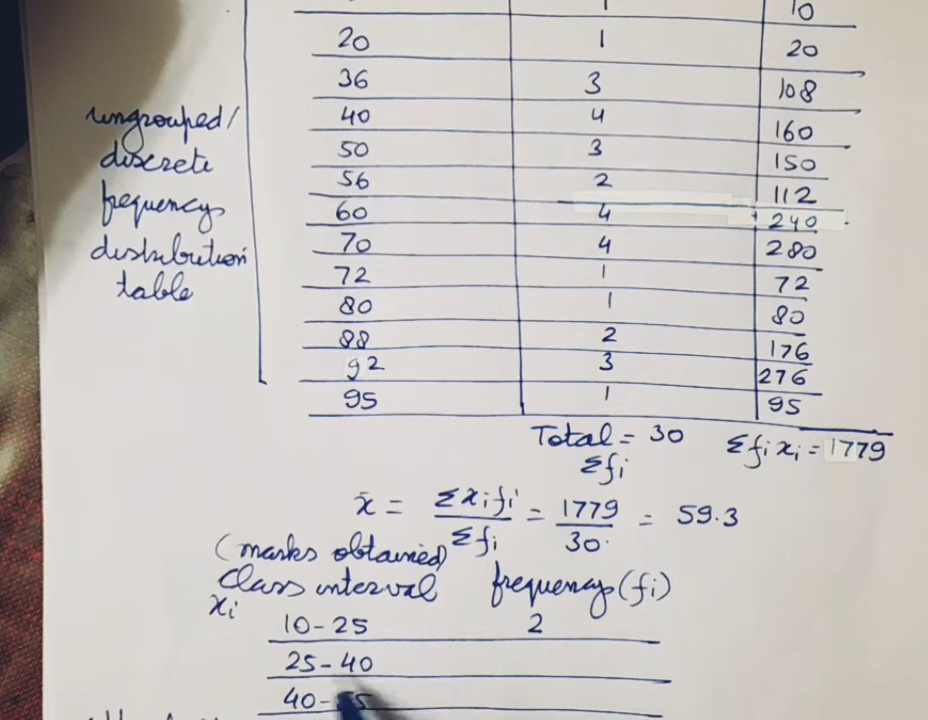 1 10
20 1 20
36 3 108
40 4 160
50 3 150
56 2 112
60 4 240
70 4 280
72 1 72
80 1 80
88 2 176
92 3 276
95 1 95
ungrouped/
discrete
frequency
distribution
table
Total = 30 Σfixi = 1779
Σfi
x̄ = Σxifi / Σfi = 1779 / 30. = 59.3
(marks obtained)
Class interval frequency (fi)
xi
10-25 2
25-40
40-55